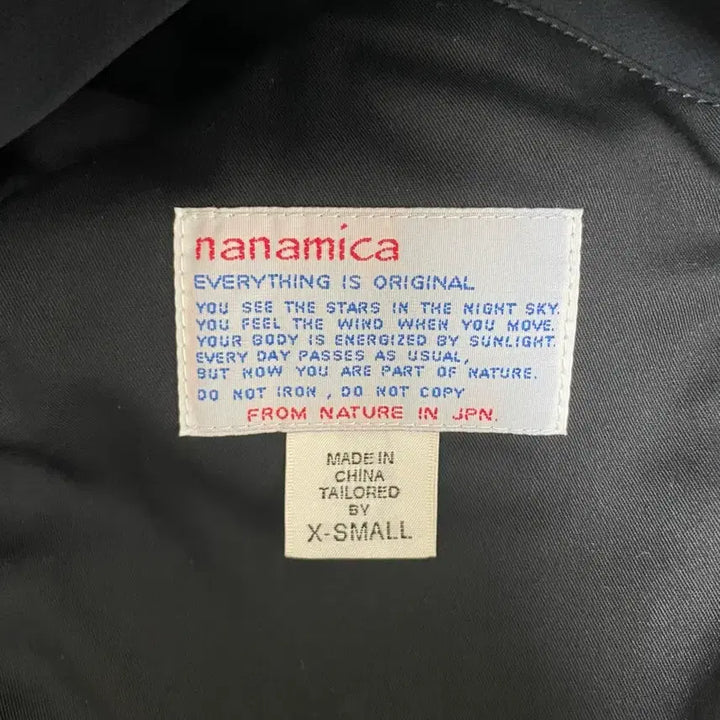 nanamica
EVERYTHING IS ORIGINAL
YOU SEE THE STARS IN THE NIGHT SKY.
YOU FEEL THE WIND WHEN YOU MOVE.
YOUR BODY IS ENERGIZED BY SUNLIGHT.
EVERY DAY PASSES AS USUAL,
BUT NOW YOU ARE PART OF NATURE.
DO NOT IRON , DO NOT COPY
FROM NATURE IN JPN.
MADE IN
CHINA
TAILORED
BY
X-SMALL